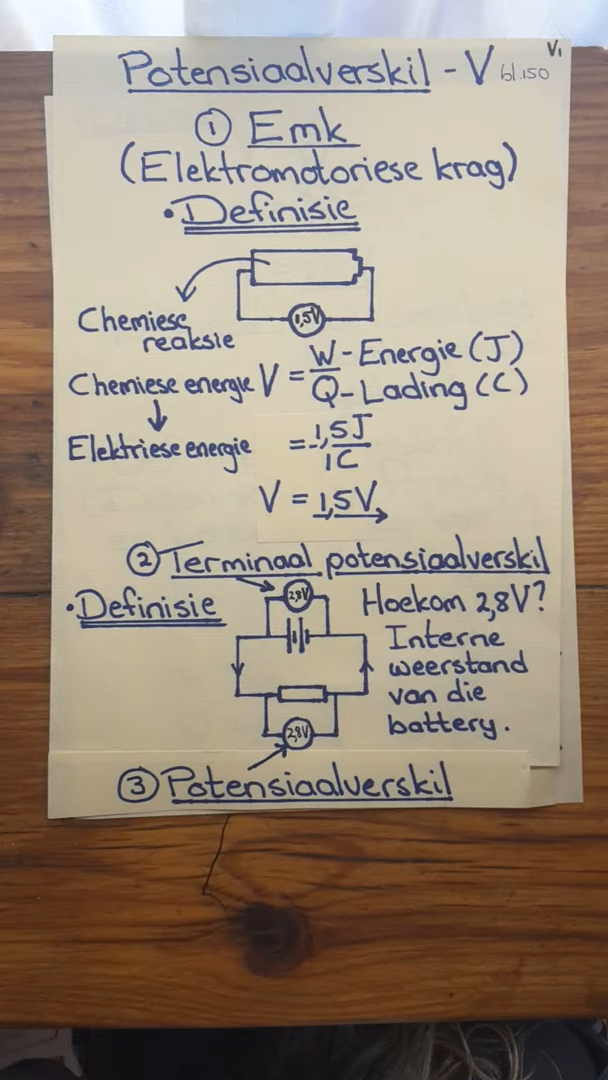 V1
Potensiaalverskil - V bl.150
① Emk
(Elektromotoriese krag)
• Definisie
1,5V
Chemiese reaksie
Chemiese energie
↓
Elektriese energie
V = W - Energie (J)
Q - Lading (C)
= 1,5J
1C
V = 1,5V
② Terminaal potensiaalverskil
• Definisie
2,8V
Hoekom 2,8V?
Interne
weerstand
van die
battery.
2,8V
③ Potensiaalverskil